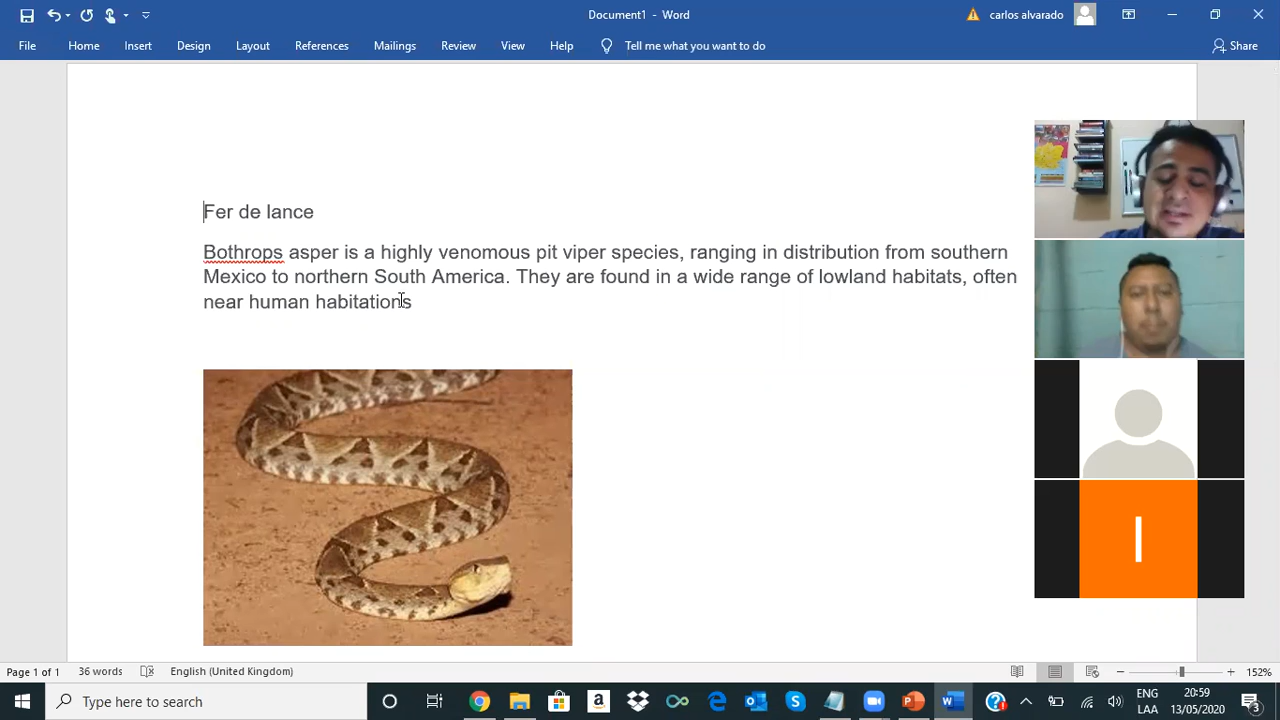 Document1 - Word
carlos alvarado
File Home Insert Design Layout References Mailings Review View Help Tell me what you want to do Share
Fer de lance
Bothrops asper is a highly venomous pit viper species, ranging in distribution from southern
Mexico to northern South America. They are found in a wide range of lowland habitats, often
near human habitations
I
Page 1 of 1 36 words English (United Kingdom) 152%
Type here to search
ENG 20:59
LAA 13/05/2020
3